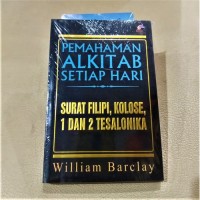 PEMAHAMAN
ALKITAB
SETIAP HARI
SURAT FILIPI, KOLOSE,
1 DAN 2 TESALONIKA
William Barclay